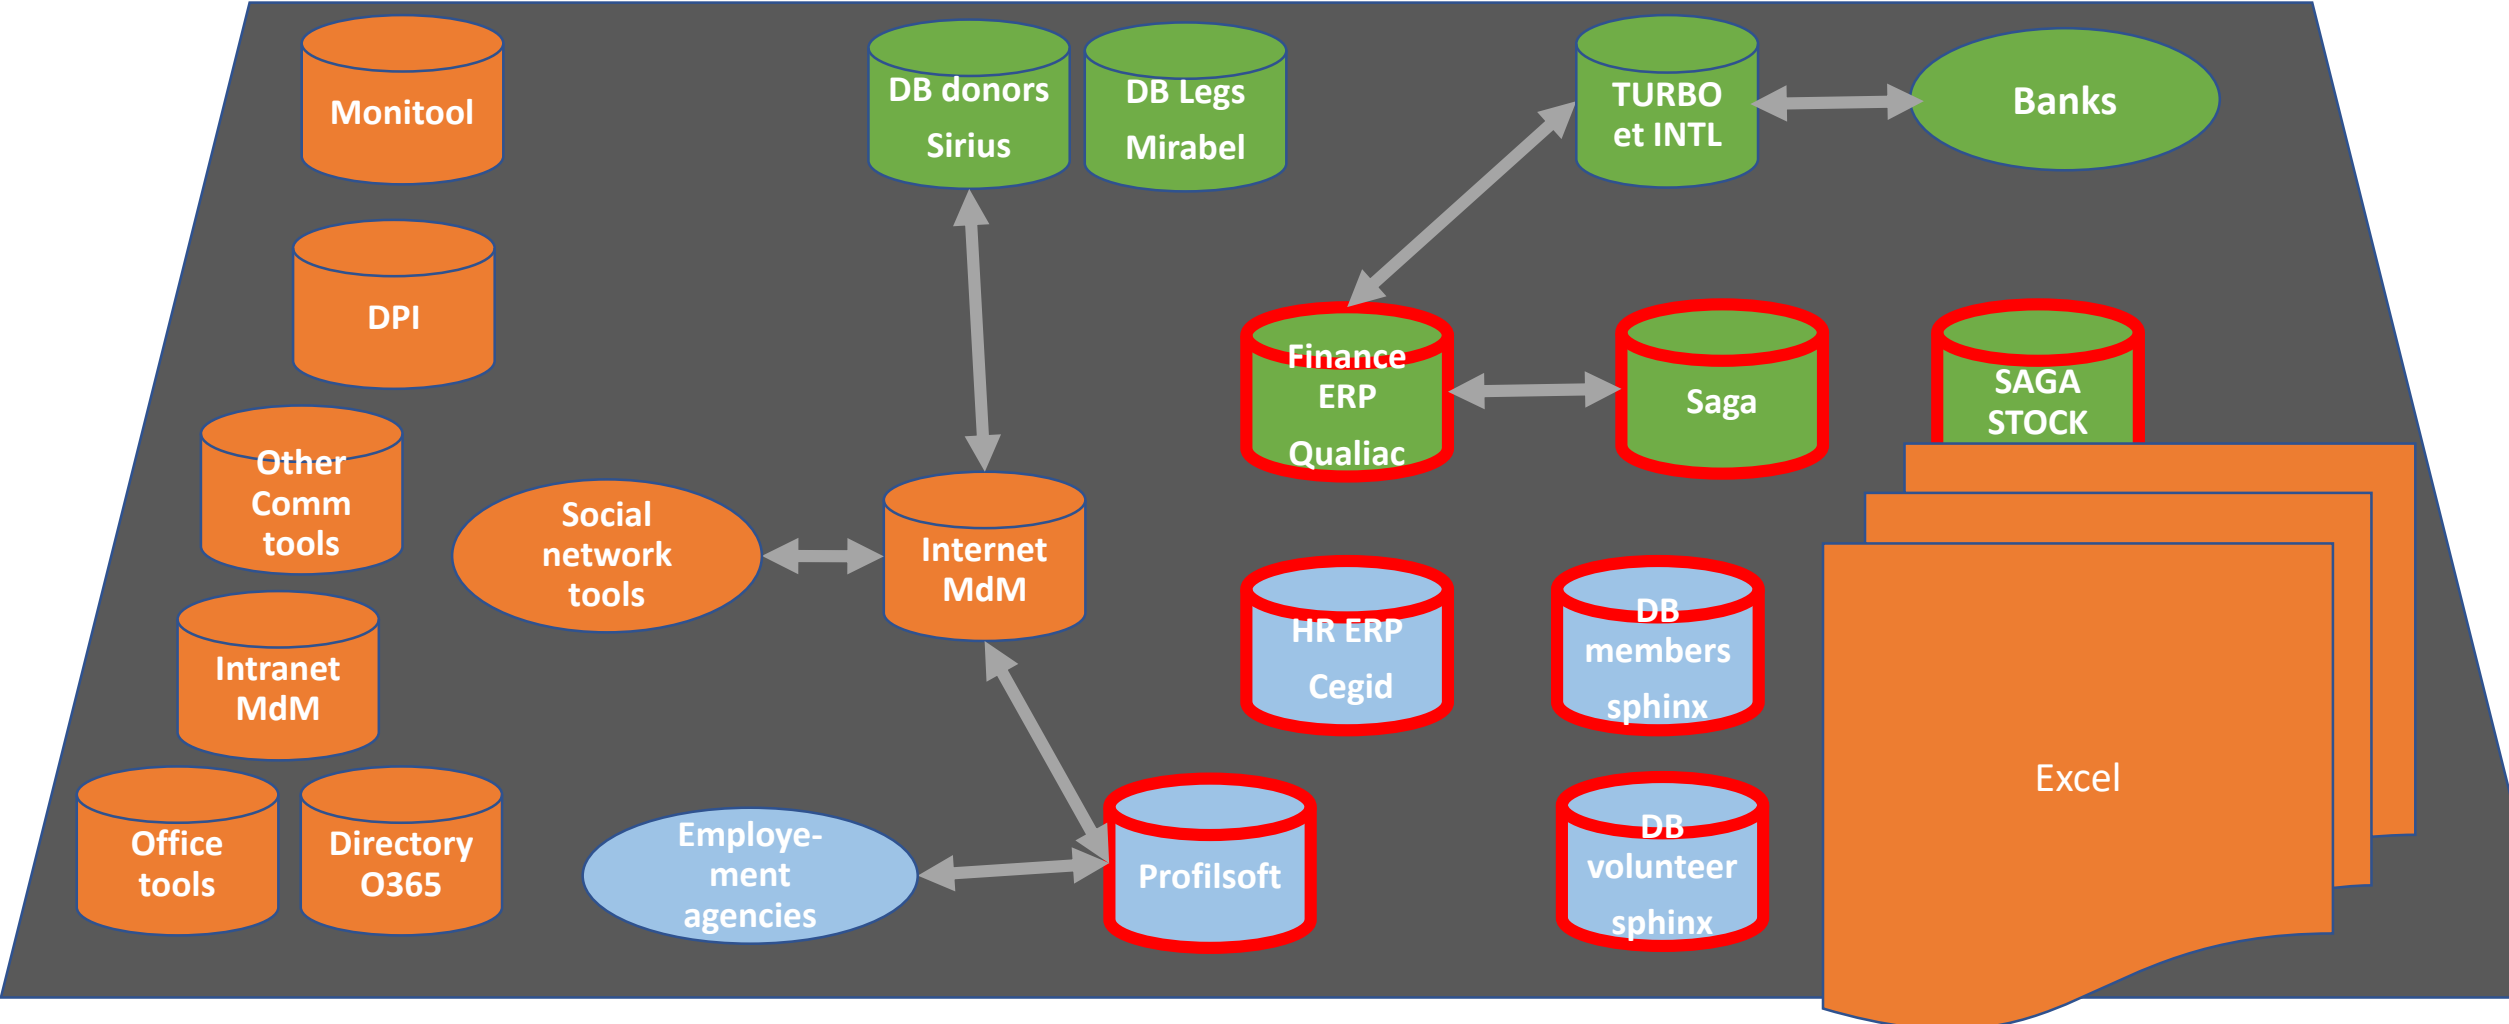 Monitool
DB donors
Sirius
DB Legs
Mirabel
TURBO
et INTL
Banks
DPI
Finance
ERP
Qualiac
Saga
SAGA
STOCK
Other
Comm
tools
Social
network
tools
Internet
MdM
HR ERP
Cegid
DB
members
sphinx
Intranet
MdM
Excel
Office
tools
Directory
O365
Employe-
ment
agencies
Profilsoft
DB
volunteer
sphinx